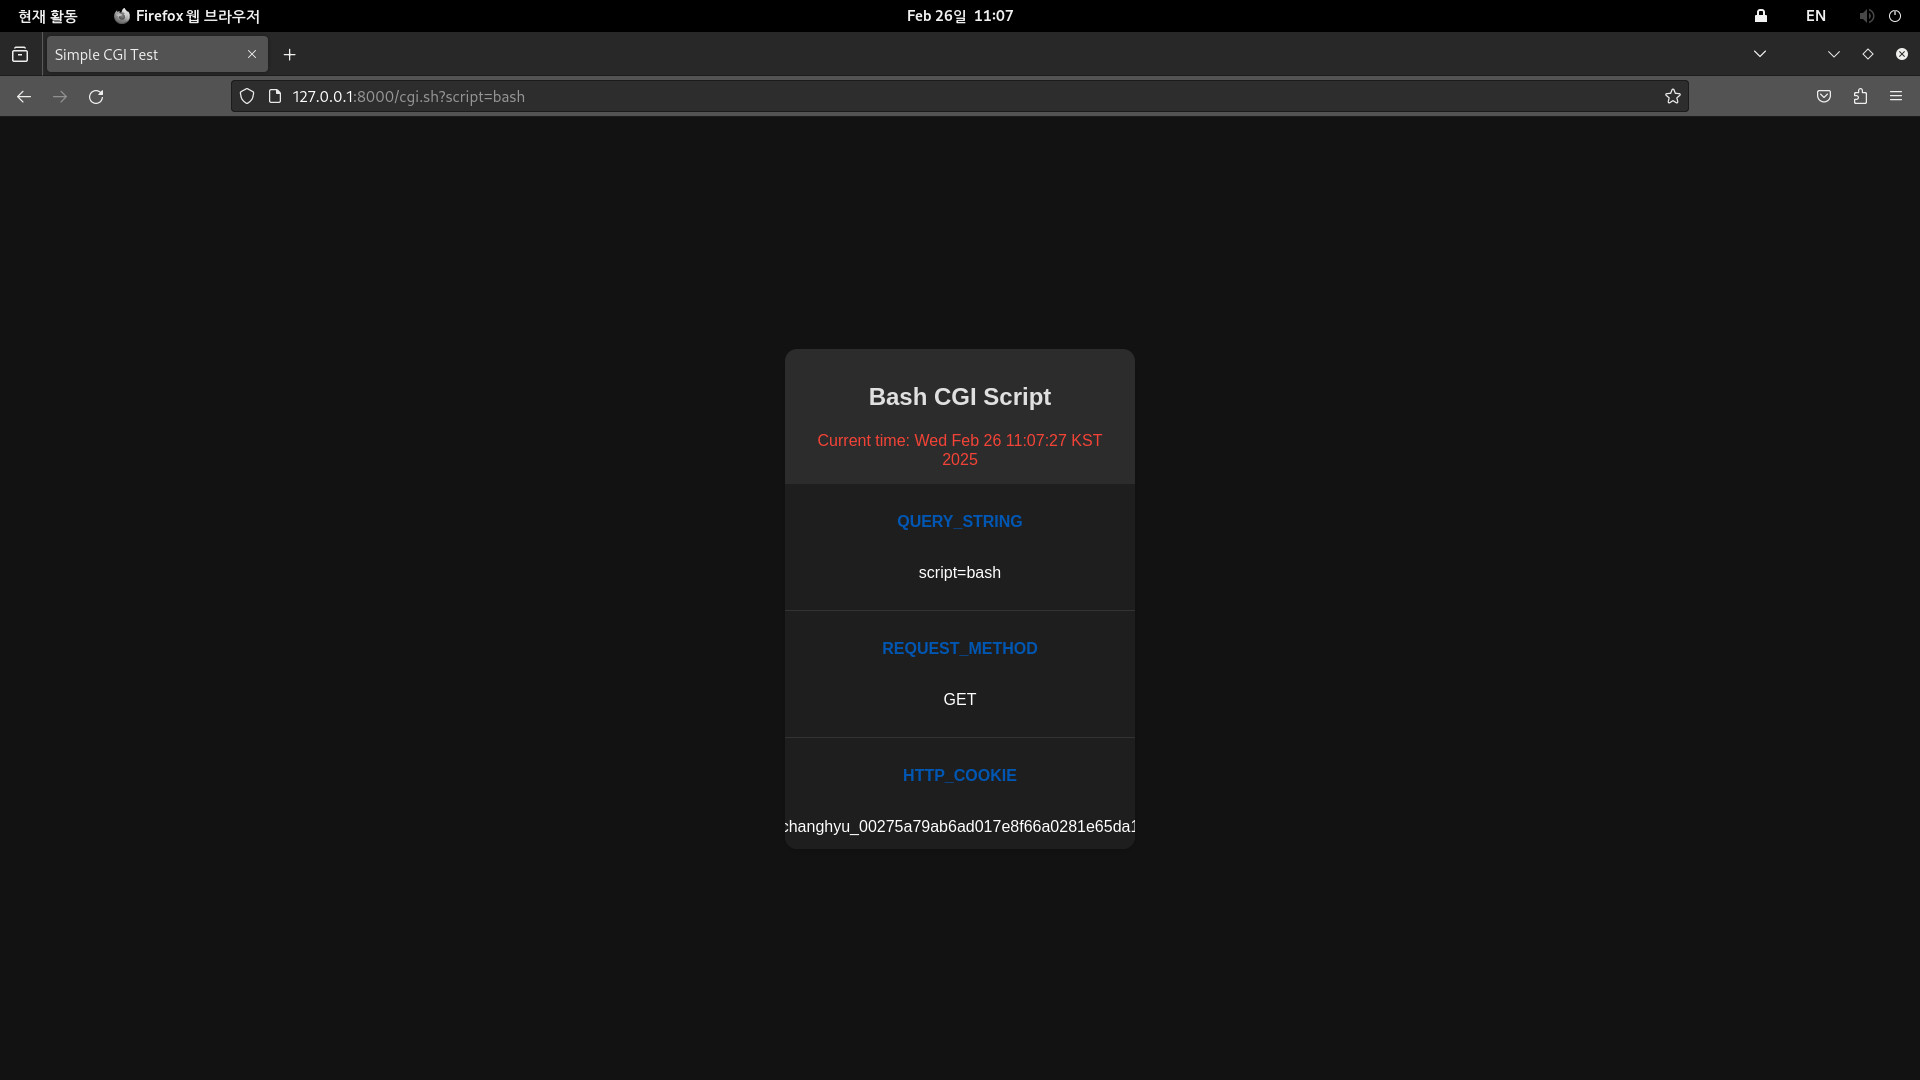 현재 활동
Firefox 웹 브라우저
Feb 26일 11:07
EN
Simple CGI Test
127.0.0.1:8000/cgi.sh?script=bash
Bash CGI Script
Current time: Wed Feb 26 11:07:27 KST
2025
QUERY_STRING
script=bash
REQUEST_METHOD
GET
HTTP_COOKIE
changhyu_00275a79ab6ad017e8f66a0281e65da1